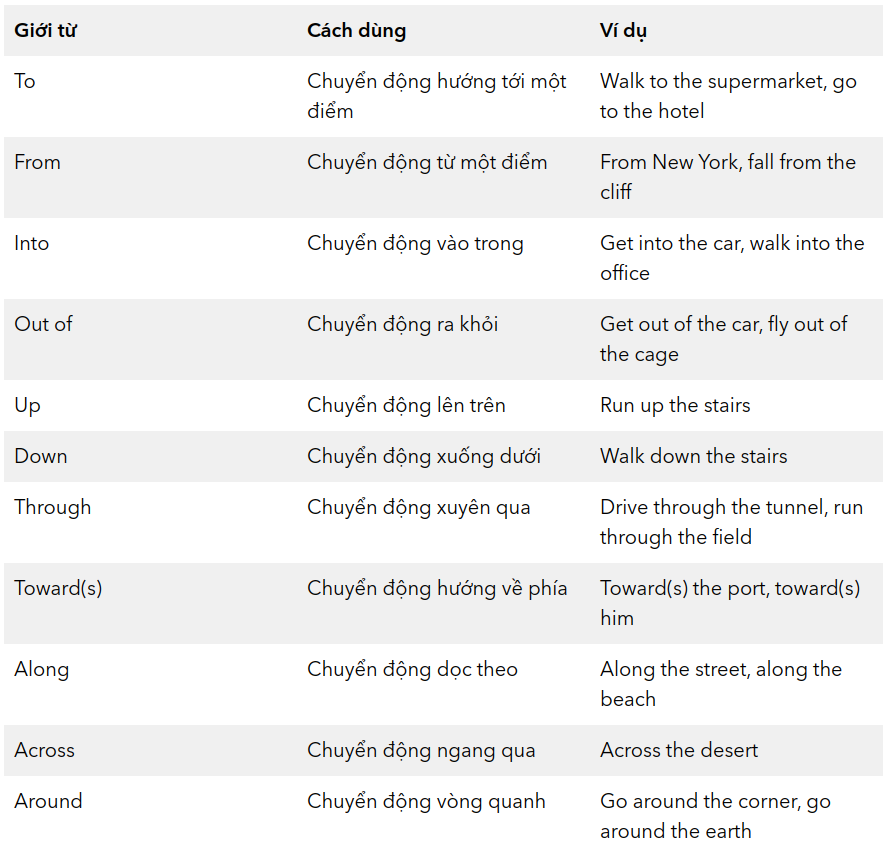 Giới từ Cách dùng Ví dụ
To Chuyển động hướng tới một điểm Walk to the supermarket, go to the hotel
From Chuyển động từ một điểm From New York, fall from the cliff
Into Chuyển động vào trong Get into the car, walk into the office
Out of Chuyển động ra khỏi Get out of the car, fly out of the cage
Up Chuyển động lên trên Run up the stairs
Down Chuyển động xuống dưới Walk down the stairs
Through Chuyển động xuyên qua Drive through the tunnel, run through the field
Toward(s) Chuyển động hướng về phía Toward(s) the port, toward(s) him
Along Chuyển động dọc theo Along the street, along the beach
Across Chuyển động ngang qua Across the desert
Around Chuyển động vòng quanh Go around the corner, go around the earth